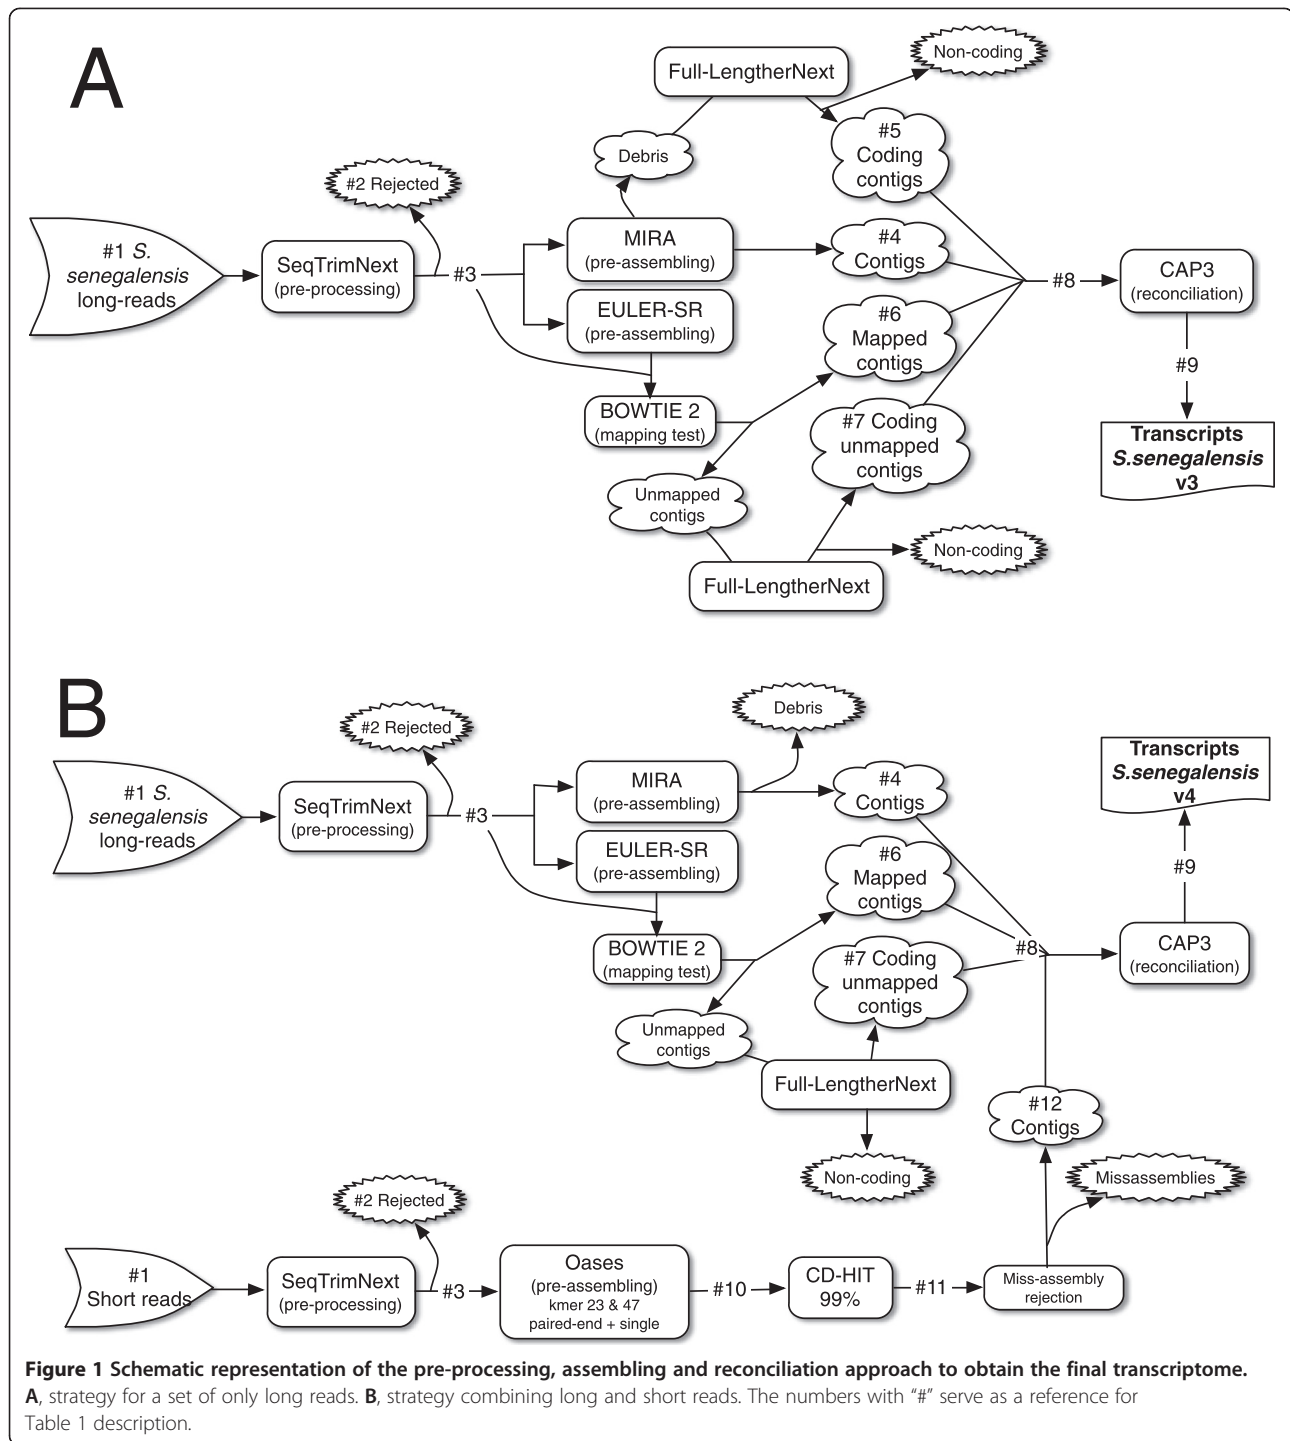 A
Full-LengtherNext
Non-coding
Debris
#5
Coding
contigs
#2 Rejected
#1 S.
senegalensis
long-reads
SeqTrimNext
(pre-processing)
#3
MIRA
(pre-assembling)
#4
Contigs
EULER-SR
(pre-assembling)
#6
Mapped
contigs
#8
CAP3
(reconciliation)
#9
BOWTIE 2
(mapping test)
#7 Coding
unmapped
contigs
Transcripts
S.senegalensis
v3
Unmapped
contigs
Non-coding
Full-LengtherNext
B
Debris
#2 Rejected
#1 S.
senegalensis
long-reads
SeqTrimNext
(pre-processing)
#3
MIRA
(pre-assembling)
#4
Contigs
Transcripts
S.senegalensis
v4
EULER-SR
(pre-assembling)
#6
Mapped
contigs
#9
BOWTIE 2
(mapping test)
#7 Coding
unmapped
contigs
#8
CAP3
(reconciliation)
Unmapped
contigs
Full-LengtherNext
#12
Contigs
Non-coding
Missassemblies
#2 Rejected
#1
Short reads
SeqTrimNext
(pre-processing)
#3
Oases
(pre-assembling)
kmer 23 & 47
paired-end + single
#10
CD-HIT
99%
#11
Miss-assembly
rejection
Figure 1 Schematic representation of the pre-processing, assembling and reconciliation approach to obtain the final transcriptome.
A, strategy for a set of only long reads. B, strategy combining long and short reads. The numbers with “#” serve as a reference for
Table 1 description.